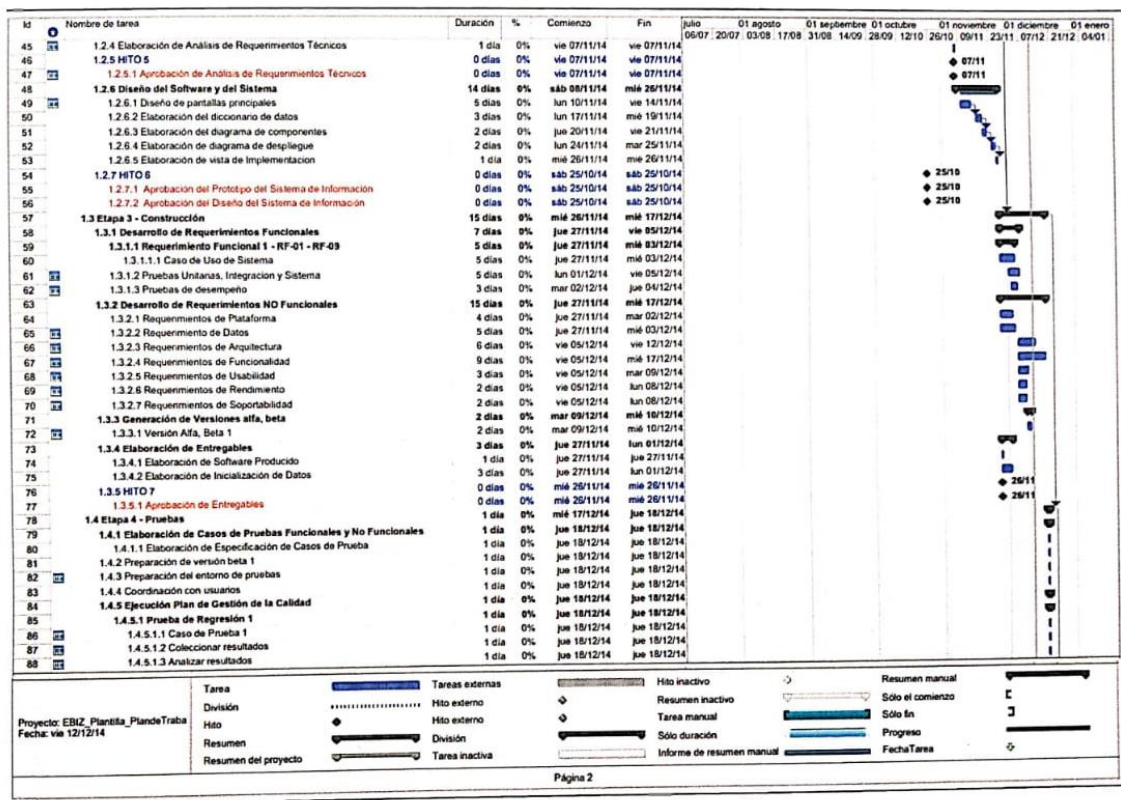 Id Nombre de tarea Duración % Comienzo Fin julio 01 agosto 01 septiembre 01 octubre 01 noviembre 01 diciembre 01 enero
06/07 20/07 03/08 17/08 31/08 14/09 28/09 12/10 26/10 09/11 23/11 07/12 21/12 04/01
45 1.2.4 Elaboración de Análisis de Requerimientos Técnicos 1 día 0% vie 07/11/14 vie 07/11/14
46 1.2.5 HITO 5 0 días 0% vie 07/11/14 vie 07/11/14 07/11
47 1.2.5.1 Aprobación de Análisis de Requerimientos Técnicos 0 días 0% vie 07/11/14 vie 07/11/14 07/11
48 1.2.6 Diseño del Software y del Sistema 14 días 0% sáb 08/11/14 mié 26/11/14
49 1.2.6.1 Diseño de pantallas principales 5 días 0% lun 10/11/14 vie 14/11/14
50 1.2.6.2 Elaboración del diccionario de datos 3 días 0% lun 17/11/14 mié 19/11/14
51 1.2.6.3 Elaboración del diagrama de componentes 2 días 0% jue 20/11/14 vie 21/11/14
52 1.2.6.4 Elaboración de diagrama de despliegue 2 días 0% lun 24/11/14 mar 25/11/14
53 1.2.6.5 Elaboración de vista de Implementacion 1 día 0% mié 26/11/14 mié 26/11/14
54 1.2.7 HITO 6 0 días 0% sáb 25/10/14 sáb 25/10/14 25/10
55 1.2.7.1 Aprobación del Prototipo del Sistema de Información 0 días 0% sáb 25/10/14 sáb 25/10/14 25/10
56 1.2.7.2 Aprobación del Diseño del Sistema de Información 0 días 0% sáb 25/10/14 sáb 25/10/14 25/10
57 1.3 Etapa 3 - Construcción 15 días 0% mié 26/11/14 mié 17/12/14
58 1.3.1 Desarrollo de Requerimientos Funcionales 7 días 0% jue 27/11/14 vie 05/12/14
59 1.3.1.1 Requerimiento Funcional 1 - RF-01 - RF-09 5 días 0% jue 27/11/14 mié 03/12/14
60 1.3.1.1.1 Caso de Uso de Sistema 5 días 0% jue 27/11/14 mié 03/12/14
61 1.3.1.2 Pruebas Unitarias, Integracion y Sistema 5 días 0% lun 01/12/14 vie 05/12/14
62 1.3.1.3 Pruebas de desempeño 3 días 0% mar 02/12/14 jue 04/12/14
63 1.3.2 Desarrollo de Requerimientos NO Funcionales 15 días 0% jue 27/11/14 mié 17/12/14
64 1.3.2.1 Requerimientos de Plataforma 4 días 0% jue 27/11/14 mar 02/12/14
65 1.3.2.2 Requerimiento de Datos 5 días 0% jue 27/11/14 mié 03/12/14
66 1.3.2.3 Requerimientos de Arquitectura 6 días 0% vie 05/12/14 vie 12/12/14
67 1.3.2.4 Requerimientos de Funcionalidad 9 días 0% vie 05/12/14 mié 17/12/14
68 1.3.2.5 Requerimientos de Usabilidad 3 días 0% vie 05/12/14 mar 09/12/14
69 1.3.2.6 Requerimientos de Rendimiento 2 días 0% vie 05/12/14 lun 08/12/14
70 1.3.2.7 Requerimientos de Soportabilidad 2 días 0% vie 05/12/14 lun 08/12/14
71 1.3.3 Generación de Versiones alfa, beta 2 días 0% mar 09/12/14 mié 10/12/14
72 1.3.3.1 Versión Alfa, Beta 1 2 días 0% mar 09/12/14 mié 10/12/14
73 1.3.4 Elaboración de Entregables 3 días 0% jue 27/11/14 lun 01/12/14
74 1.3.4.1 Elaboración de Software Producido 1 día 0% jue 27/11/14 jue 27/11/14
75 1.3.4.2 Elaboración de Inicialización de Datos 3 días 0% jue 27/11/14 lun 01/12/14
76 1.3.5 HITO 7 0 días 0% mié 26/11/14 mié 26/11/14 26/11
77 1.3.5.1 Aprobación de Entregables 0 días 0% mié 26/11/14 mié 26/11/14 26/11
78 1.4 Etapa 4 - Pruebas 1 día 0% mié 17/12/14 jue 18/12/14
79 1.4.1 Elaboración de Casos de Pruebas Funcionales y No Funcionales 1 día 0% jue 18/12/14 jue 18/12/14
80 1.4.1.1 Elaboración de Especificación de Casos de Prueba 1 día 0% jue 18/12/14 jue 18/12/14
81 1.4.2 Preparación de versión beta 1 1 día 0% jue 18/12/14 jue 18/12/14
82 1.4.3 Preparación del entorno de pruebas 1 día 0% jue 18/12/14 jue 18/12/14
83 1.4.4 Coordinación con usuarios 1 día 0% jue 18/12/14 jue 18/12/14
84 1.4.5 Ejecución Plan de Gestión de la Calidad 1 día 0% jue 18/12/14 jue 18/12/14
85 1.4.5.1 Prueba de Regresión 1 1 día 0% jue 18/12/14 jue 18/12/14
86 1.4.5.1.1 Caso de Prueba 1 1 día 0% jue 18/12/14 jue 18/12/14
87 1.4.5.1.2 Coleccionar resultados 1 día 0% jue 18/12/14 jue 18/12/14
88 1.4.5.1.3 Analizar resultados 1 día 0% jue 18/12/14 jue 18/12/14
Proyecto: EBIZ_Plantilla_PlandeTraba
Fecha: vie 12/12/14
Tarea Tareas externas Hito inactivo Resumen manual
División Hito externo Resumen inactivo Sólo el comienzo
Hito Hito externo Tarea manual Sólo fin
Resumen División Sólo duración Progreso
Resumen del proyecto Tarea inactiva Informe de resumen manual FechaTarea
Página 2